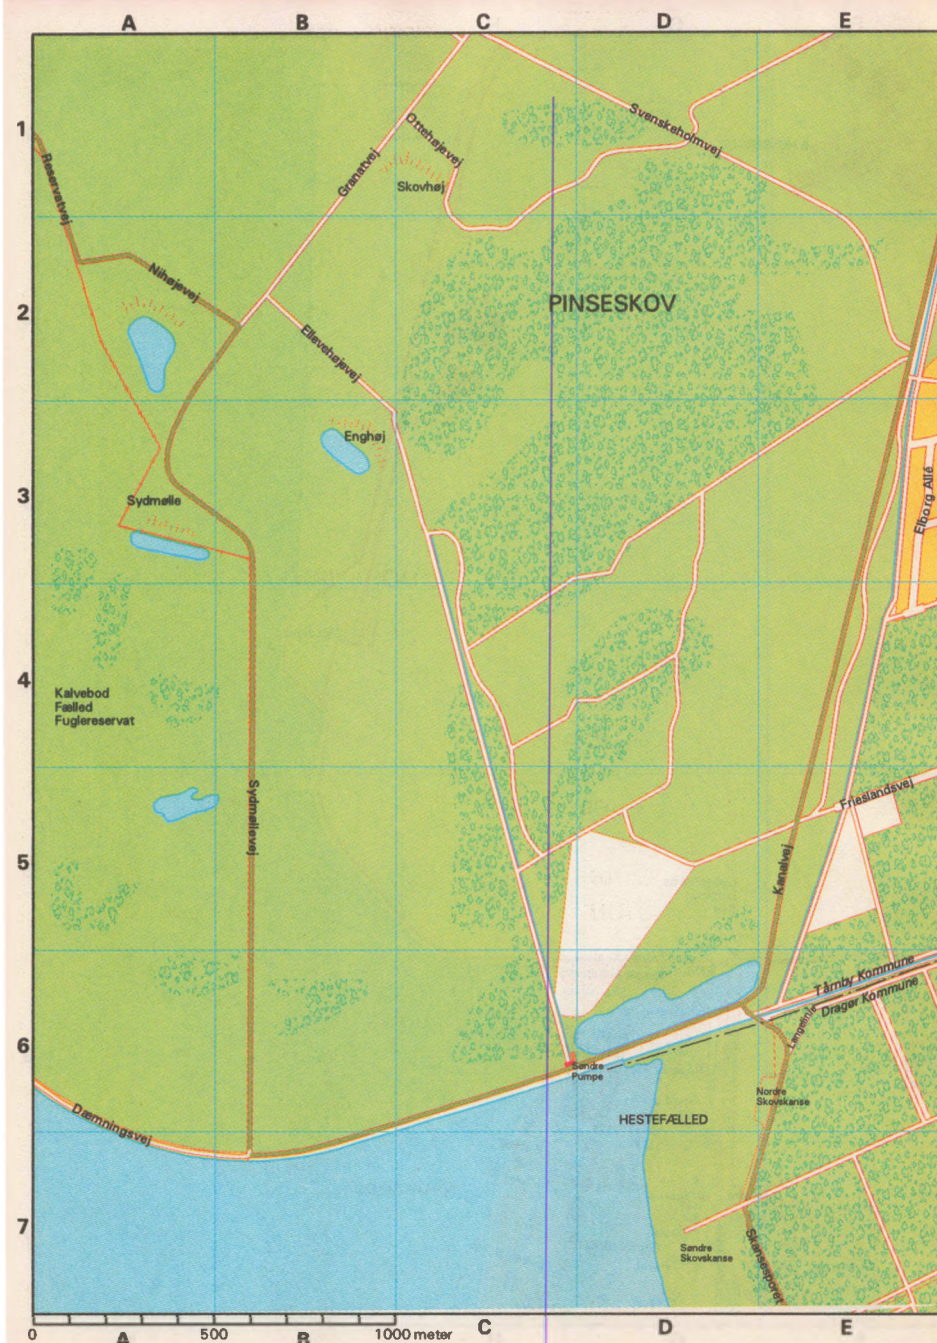 A B C D E
1
Svenskeholmvej
Ottehøjevej
Granatvej
Reservatvej
Skovhøj
Nihøjevej
2
PINSESKOV
Ellevehøjevej
Enghøj
3
Sydmølle
Elborg Allé
4
Kalvebod
Fælled
Fuglereservat
Sydmøllevej
Frieslandsvej
5
Kanalvej
Tårnby Kommune
Dragør Kommune
Langelinie
6
Søndre
Pumpe
Nordre
Skovskanse
Dæmningsvej
HESTEFÆLLED
7
Søndre
Skovskanse
Skansesporet
0 500 1000 meter
A B C D E